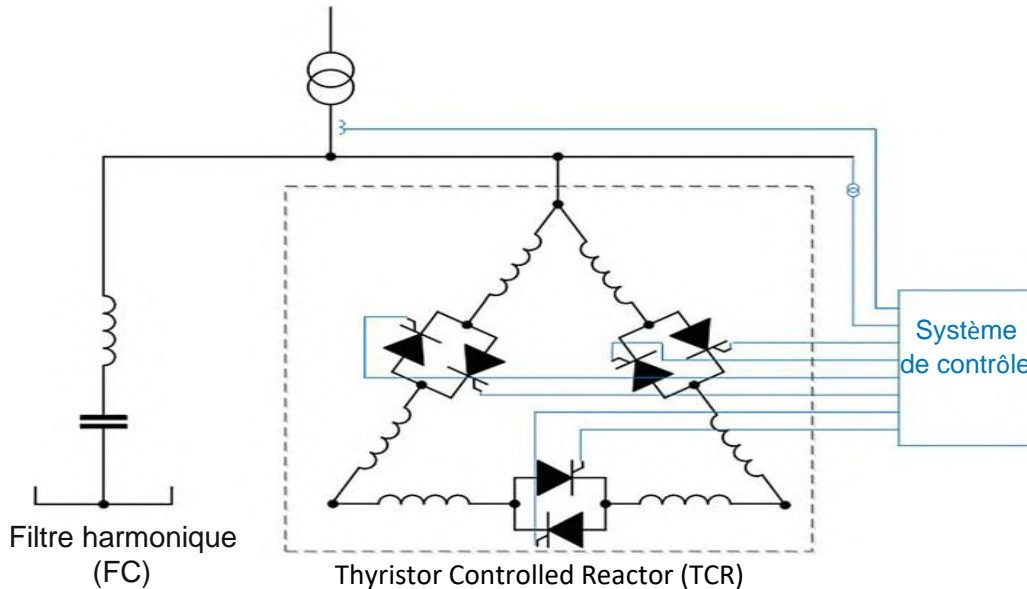 Système
de contrôle
Filtre harmonique
(FC)
Thyristor Controlled Reactor (TCR)